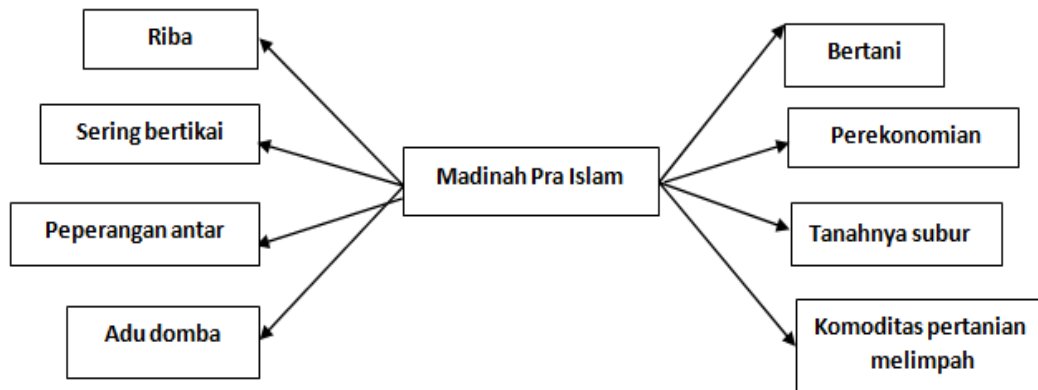 Riba
Sering bertikai
Peperangan antar
Adu domba
Madinah Pra Islam
Bertani
Perekonomian
Tanahnya subur
Komoditas pertanian
melimpah